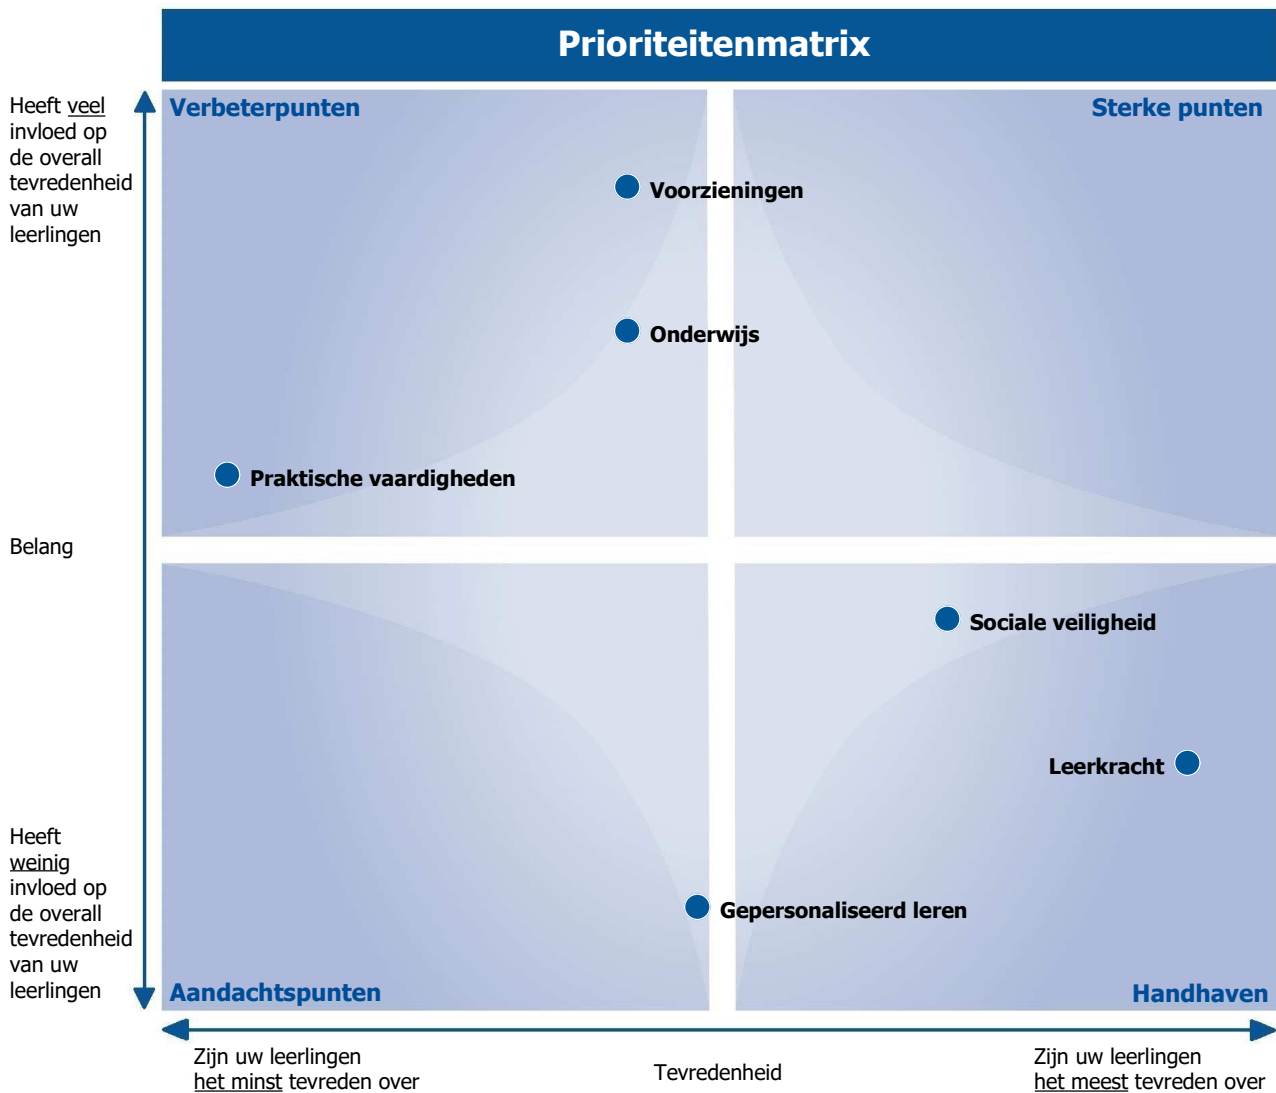 Prioriteitenmatrix
Heeft veel
invloed op
de overall
tevredenheid
van uw
leerlingen
Verbeterpunten
Sterke punten
Voorzieningen
Onderwijs
Praktische vaardigheden
Belang
Sociale veiligheid
Leerkracht
Heeft
weinig
invloed op
de overall
tevredenheid
van uw
leerlingen
Gepersonaliseerd leren
Aandachtspunten
Handhaven
Zijn uw leerlingen
het minst tevreden over
Tevredenheid
Zijn uw leerlingen
het meest tevreden over